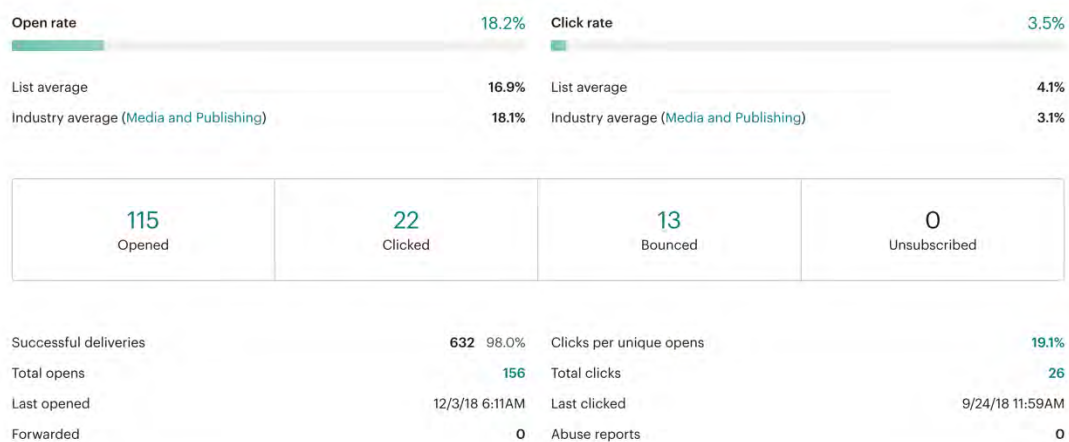 Open rate 18.2% Click rate 3.5%
List average 16.9% List average 4.1%
Industry average (Media and Publishing) 18.1% Industry average (Media and Publishing) 3.1%
115 22 13 0
Opened Clicked Bounced Unsubscribed
Successful deliveries 632 98.0% Clicks per unique opens 19.1%
Total opens 156 Total clicks 26
Last opened 12/3/18 6:11AM Last clicked 9/24/18 11:59AM
Forwarded 0 Abuse reports 0